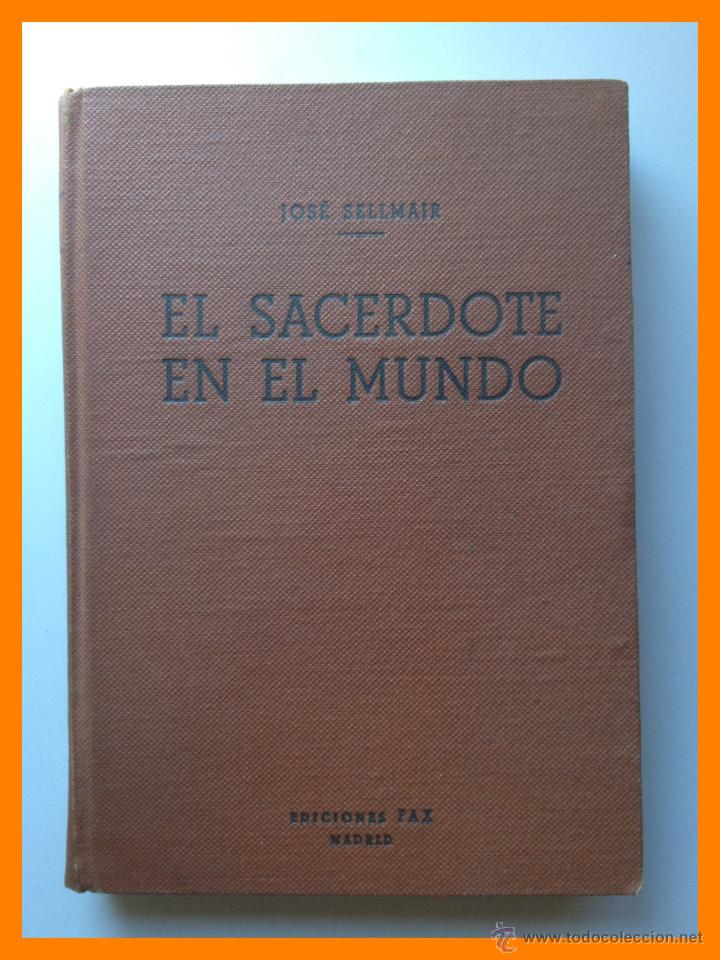 JOSÉ SELLMAIR
EL SACERDOTE
EN EL MUNDO
EDICIONES FAX
MADRID
© www.todocoleccion.net